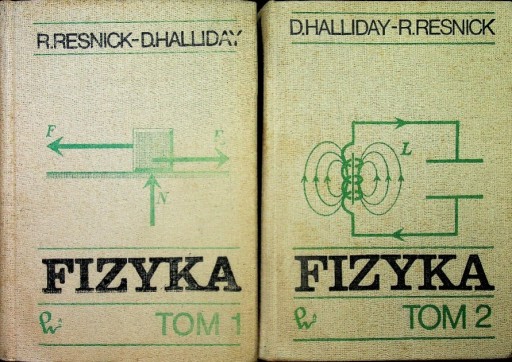 R.RESNICK-D.HALLIDAY
F
N
FIZYKA
TOM 1
D.HALLIDAY-R.RESNICK
L
FIZYKA
TOM 2